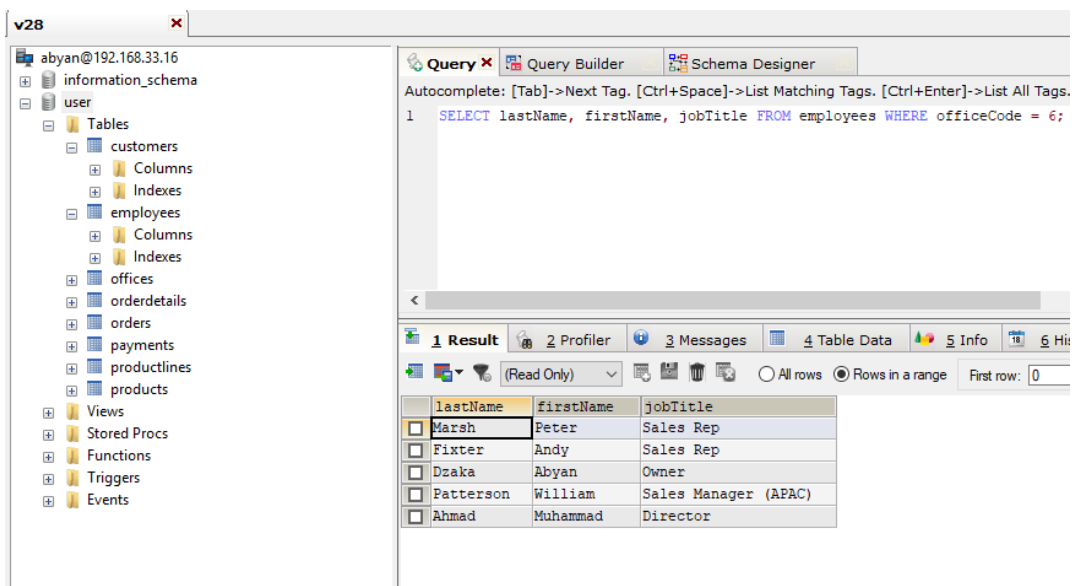 v28
abyan@192.168.33.16
information_schema
user
Tables
customers
Columns
Indexes
employees
Columns
Indexes
offices
orderdetails
orders
payments
productlines
products
Views
Stored Procs
Functions
Triggers
Events
Query Query Builder Schema Designer
Autocomplete: [Tab]->Next Tag. [Ctrl+Space]->List Matching Tags. [Ctrl+Enter]->List All Tags.
1 SELECT lastName, firstName, jobTitle FROM employees WHERE officeCode = 6;
1 Result 2 Profiler 3 Messages 4 Table Data 5 Info 18 6 His
(Read Only) All rows Rows in a range First row: 0
lastName firstName jobTitle
Marsh Peter Sales Rep
Fixter Andy Sales Rep
Dzaka Abyan Owner
Patterson William Sales Manager (APAC)
Ahmad Muhammad Director